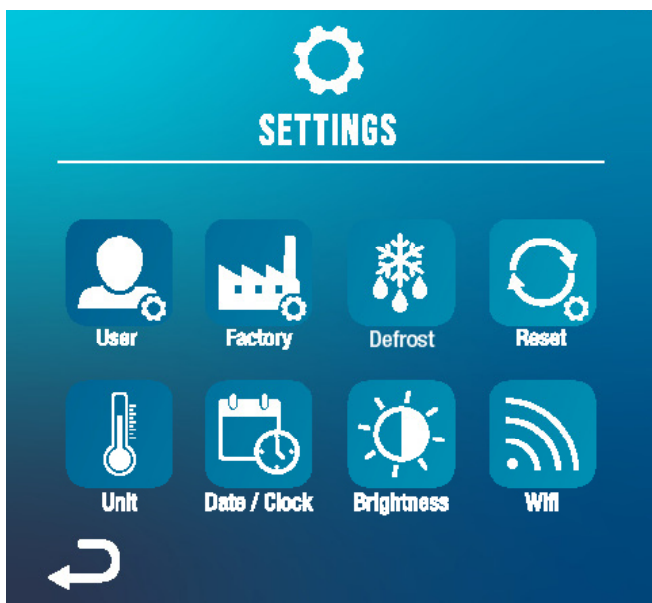 SETTINGS
User Factory Defrost Reset
Unit Date / Clock Brightness Wifi